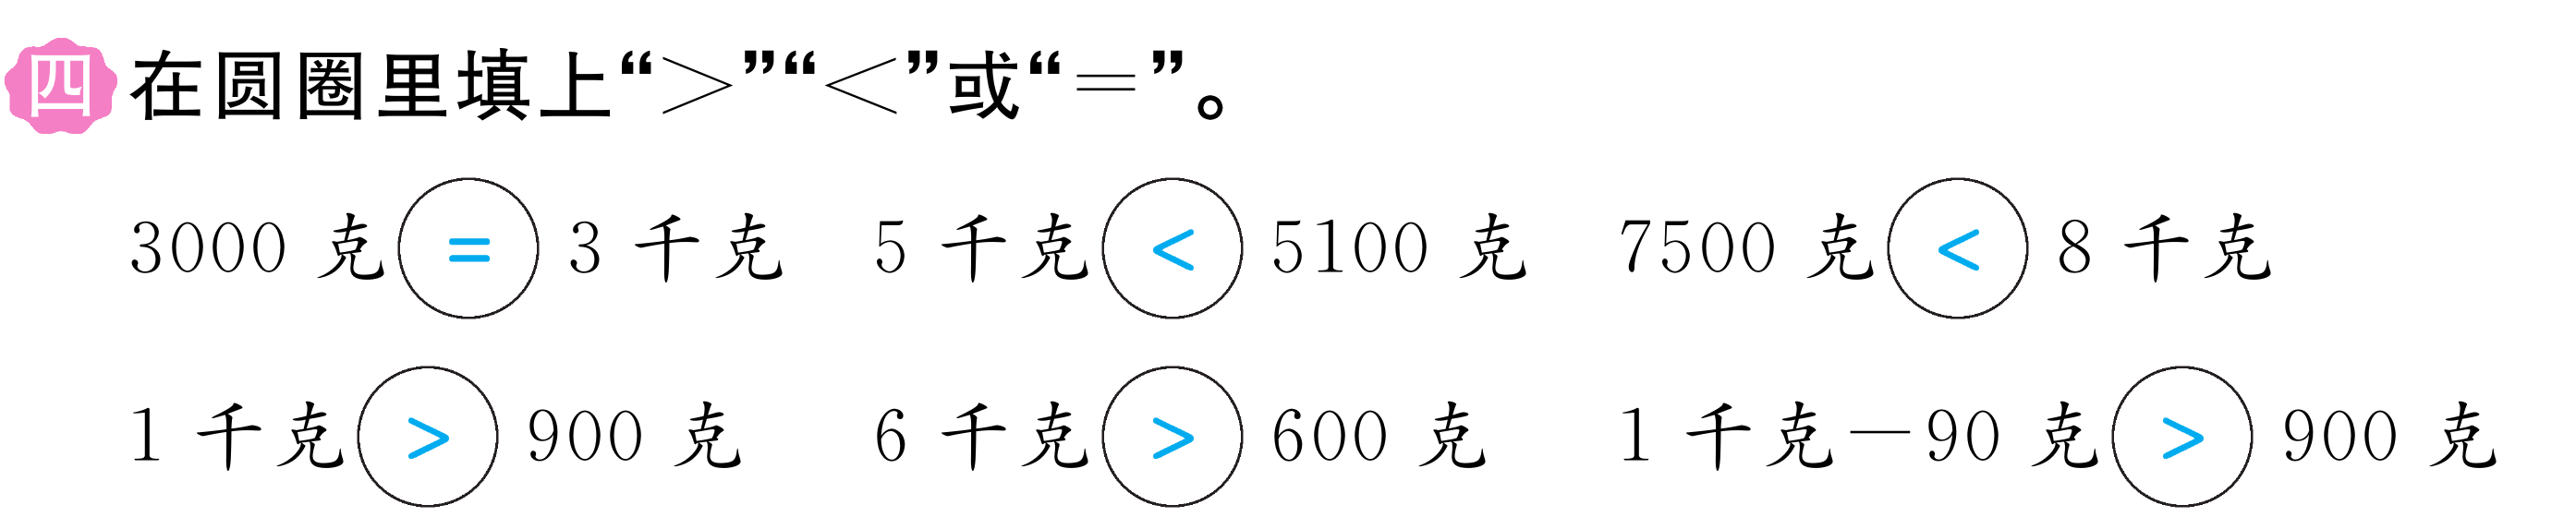 四 在圆圈里填上“>”“<”或“=”。
3000 克 = 3 千克 5 千克 < 5100 克 7500 克 < 8 千克
1 千克 > 900 克 6 千克 > 600 克 1 千克－90 克 > 900 克